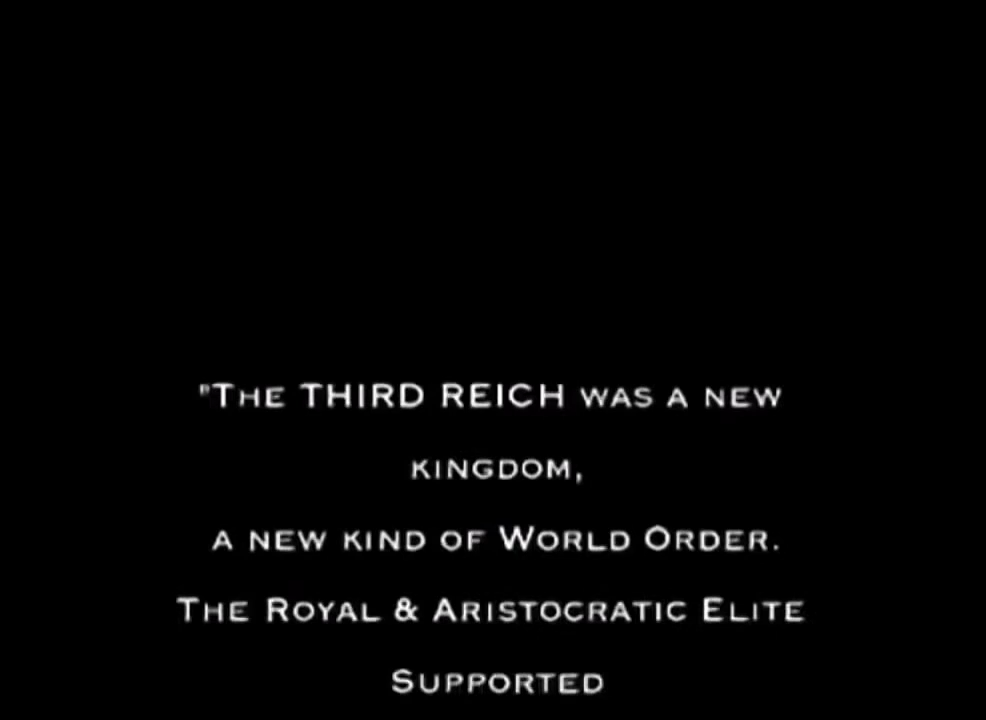 "The THIRD REICH was a new
kingdom,
a new kind of World Order.
The Royal & Aristocratic Elite
Supported